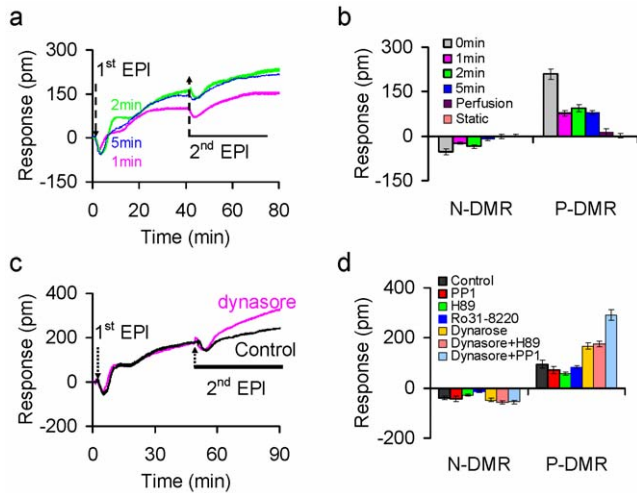 a
300
150
0
-150
Response (pm)
1st EPI
2min
5min
1min
2nd EPI
0 20 40 60 80
Time (min)
b
300
150
0
-150
Response (pm)
0min
1min
2min
5min
Perfusion
Static
N-DMR P-DMR
c
400
200
0
-200
Response (pm)
1st EPI
dynasore
Control
2nd EPI
0 30 60 90
Time (min)
d
400
200
0
-200
Response (pm)
Control
PP1
H89
Ro31-8220
Dynarose
Dynasore+H89
Dynasore+PP1
N-DMR P-DMR